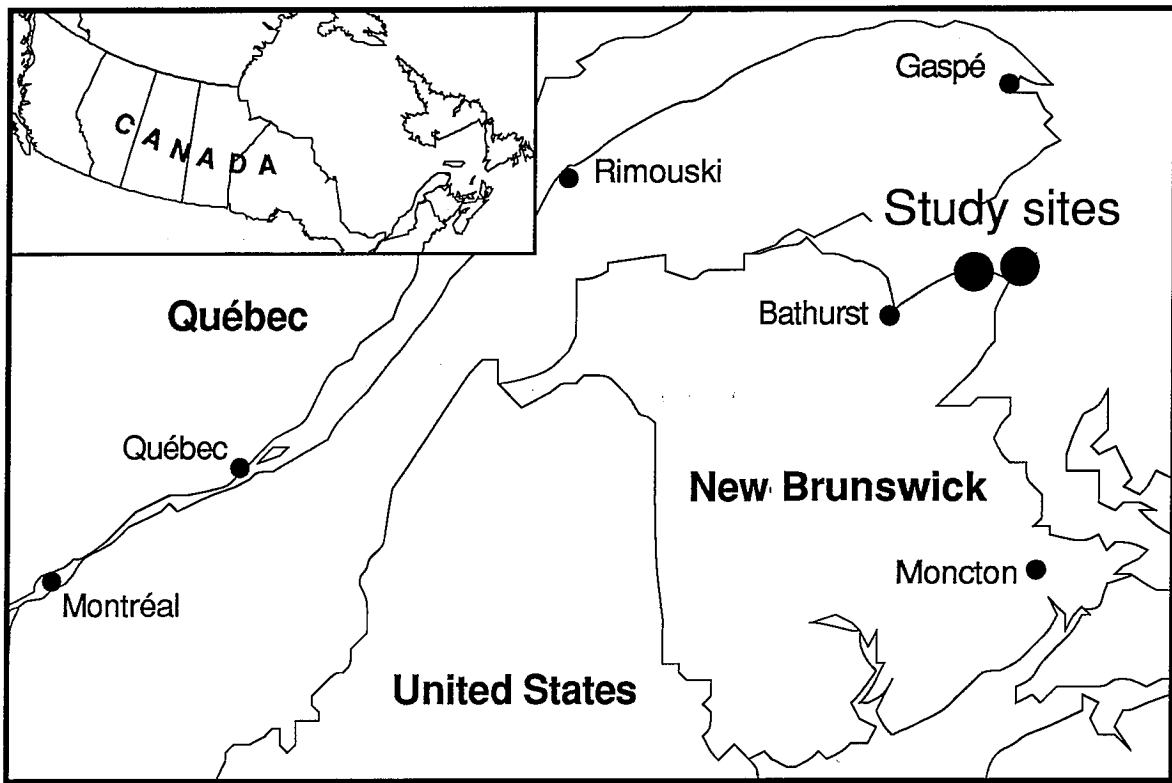 CANADA
Gaspé
Rimouski
Study sites
Québec
Bathurst
Québec
New Brunswick
Moncton
Montréal
United States